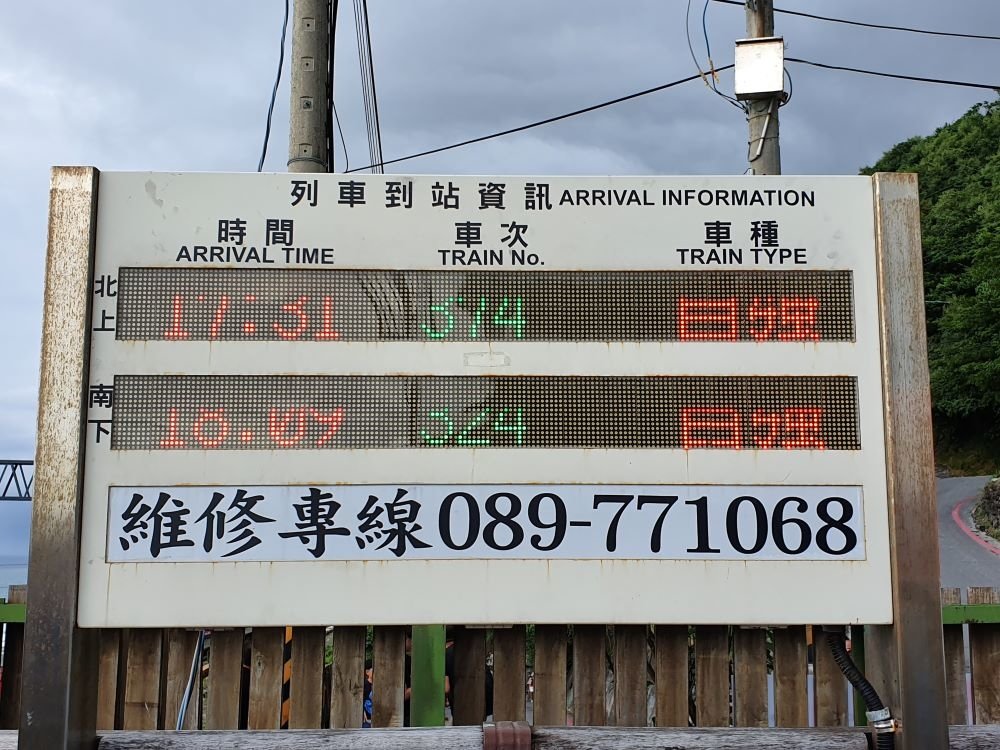 列車到站資訊 ARRIVAL INFORMATION
時間 車次 車種
ARRIVAL TIME TRAIN No. TRAIN TYPE
北上 17:31
南下 324
維修專線089-771068